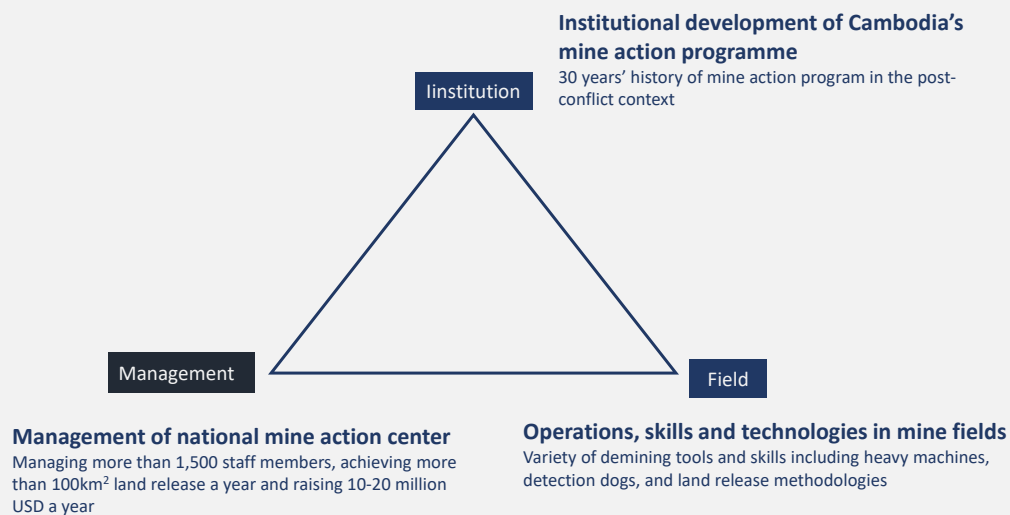 Institutional development of Cambodia's
mine action programme
30 years' history of mine action program in the post-
conflict context
Iinstitution
Management
Field
Management of national mine action center
Managing more than 1,500 staff members, achieving more
than 100km² land release a year and raising 10-20 million
USD a year
Operations, skills and technologies in mine fields
Variety of demining tools and skills including heavy machines,
detection dogs, and land release methodologies